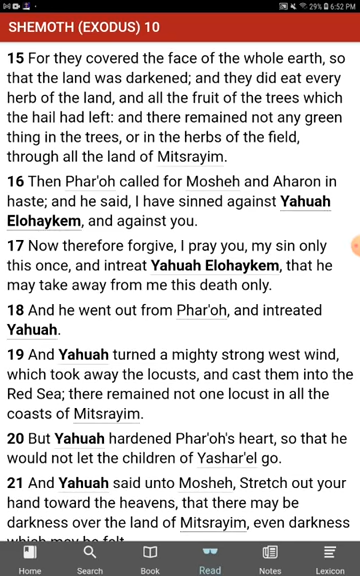 29% 6:52 PM
SHEMOTH (EXODUS) 10
15 For they covered the face of the whole earth, so
that the land was darkened; and they did eat every
herb of the land, and all the fruit of the trees which
the hail had left: and there remained not any green
thing in the trees, or in the herbs of the field,
through all the land of Mitsrayim.
16 Then Phar'oh called for Mosheh and Aharon in
haste; and he said, I have sinned against Yahuah
Elohaykem, and against you.
17 Now therefore forgive, I pray you, my sin only
this once, and intreat Yahuah Elohaykem, that he
may take away from me this death only.
18 And he went out from Phar'oh, and intreated
Yahuah.
19 And Yahuah turned a mighty strong west wind,
which took away the locusts, and cast them into the
Red Sea; there remained not one locust in all the
coasts of Mitsrayim.
20 But Yahuah hardened Phar'oh's heart, so that he
would not let the children of Yashar'el go.
21 And Yahuah said unto Mosheh, Stretch out your
hand toward the heavens, that there may be
darkness over the land of Mitsrayim, even darkness
which may be felt.
Home Search Book Read Notes Lexicon